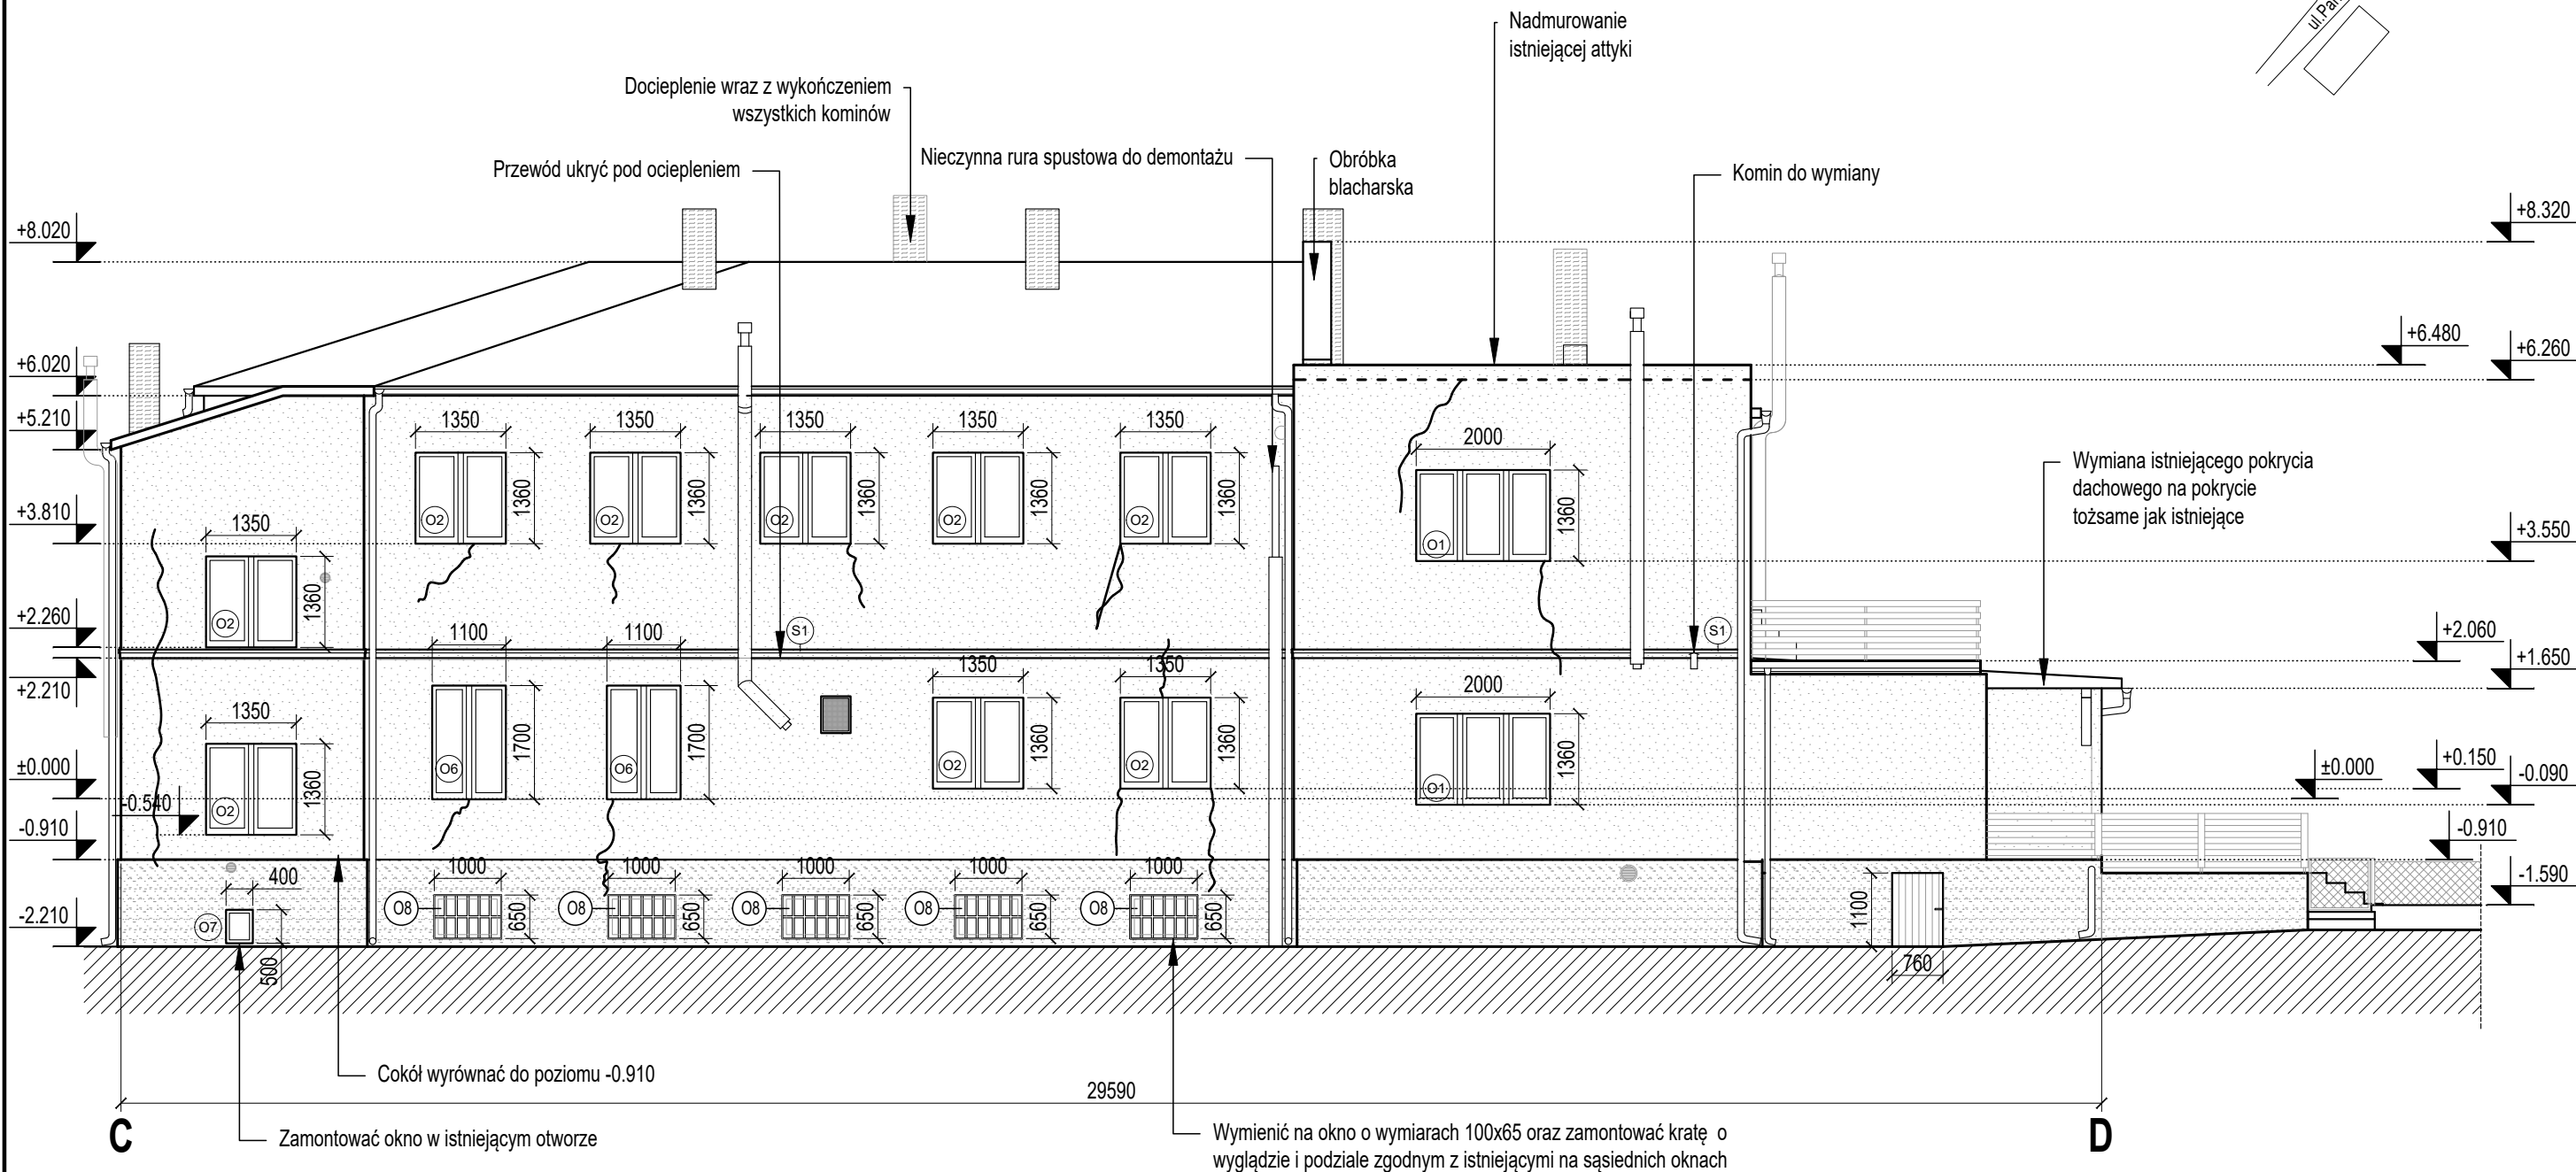 ul.Par
Nadmurowanie
istniejącej attyki
Docieplenie wraz z wykończeniem
wszystkich kominów
Nieczynna rura spustowa do demontażu
Obróbka
blacharska
Przewód ukryć pod ociepleniem
Komin do wymiany
+8.020
+8.320
+6.480
+6.020
+6.260
+5.210
1350
1350
1350
1350
1350
2000
1360
1360
1360
1360
1360
1360
O2
O2
O2
O2
O2
O1
Wymiana istniejącego pokrycia
dachowego na pokrycie
tożsame jak istniejące
+3.810
1350
+3.550
1360
O2
+2.260
1100
1100
S1
S1
+2.060
+1.650
+2.210
1350
1350
2000
1350
1700
1700
1360
1360
1360
1360
O6
O6
O2
O2
O1
O2
±0.000
±0.000
+0.150
-0.090
-0.540
-0.910
-0.910
400
1000
1000
1000
1000
1000
-1.590
-2.210
O7
O8
O8
O8
O8
O8
650
650
650
650
650
1100
500
760
Cokół wyrównać do poziomu -0.910
29590
C
D
Zamontować okno w istniejącym otworze
Wymienić na okno o wymiarach 100x65 oraz zamontować kratę o
wyglądzie i podziale zgodnym z istniejącymi na sąsiednich oknach